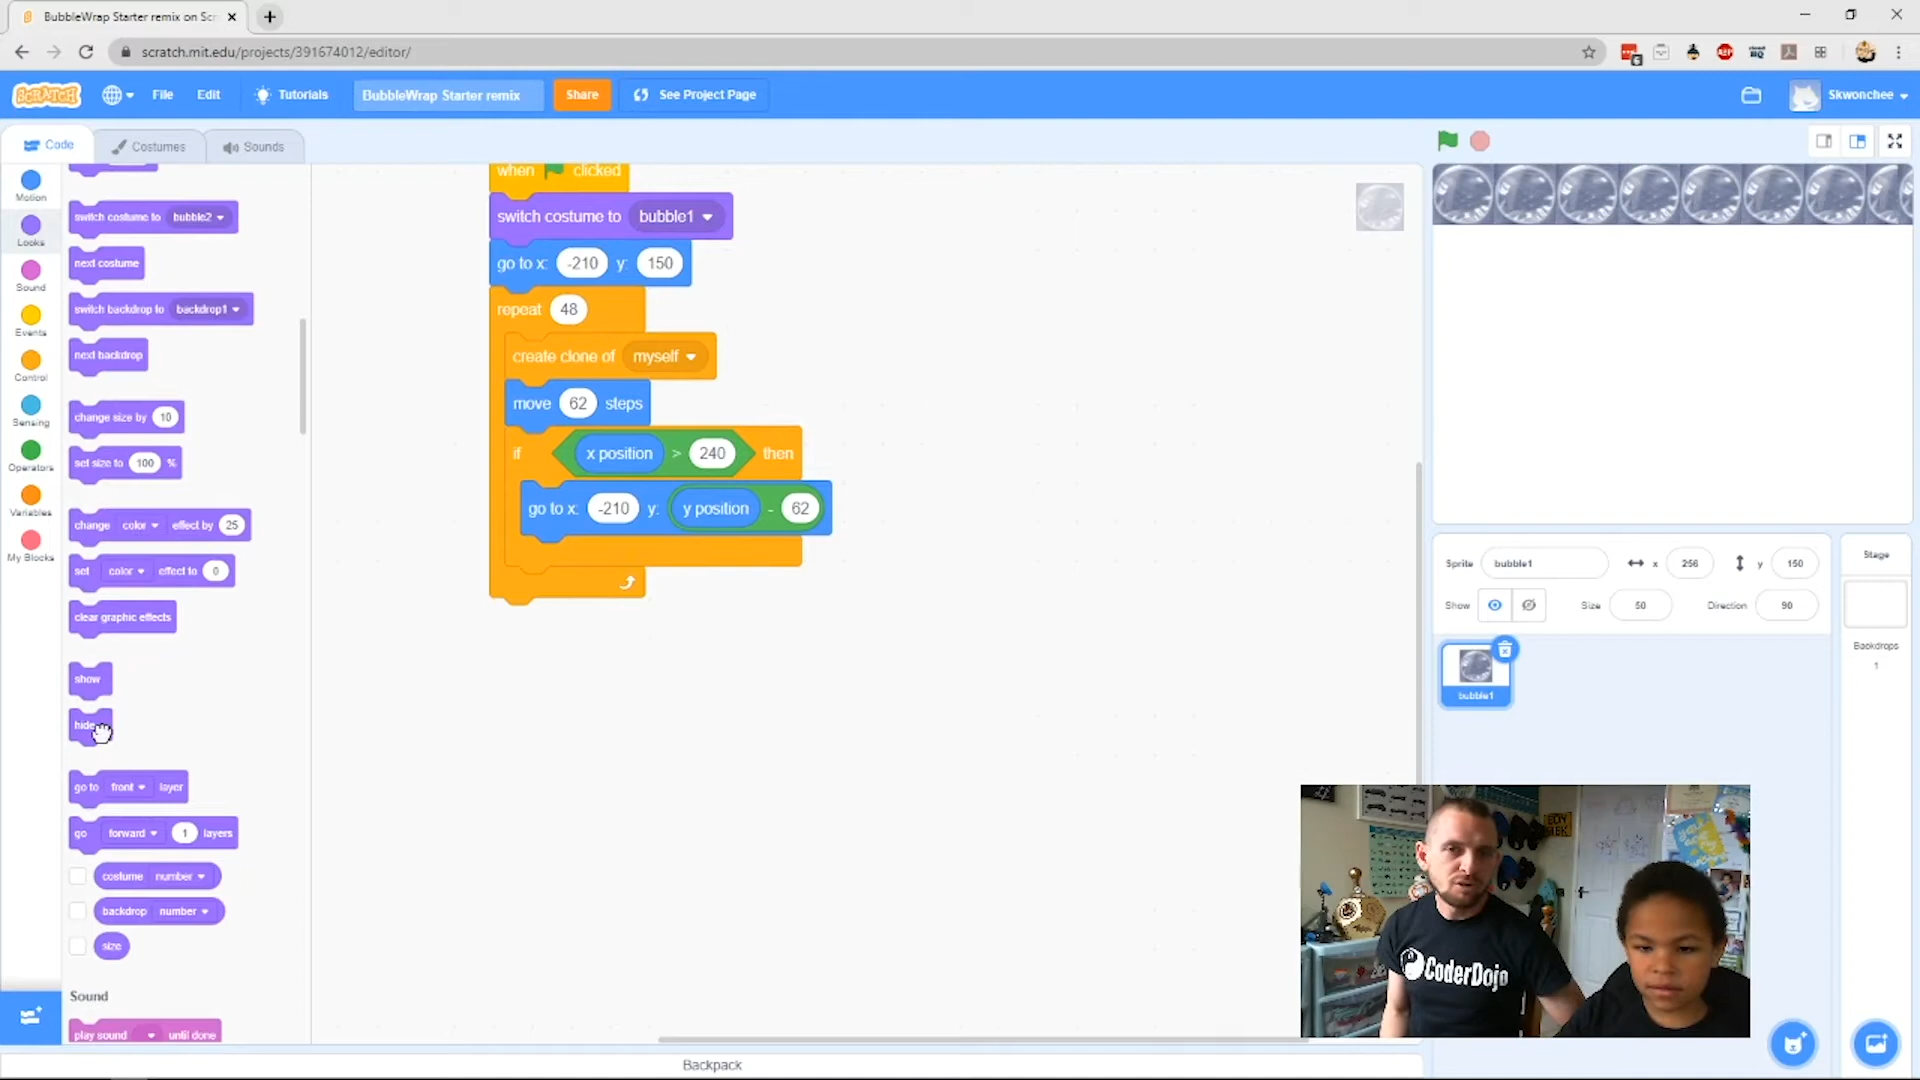 BubbleWrap Starter remix on Scr
scratch.mit.edu/projects/391674012/editor/
SCRATCH File Edit Tutorials BubbleWrap Starter remix Share See Project Page Skwonchee
Code Costumes Sounds
Motion
Looks
Sound
Events
Control
Sensing
Operators
Variables
My Blocks
switch costume to bubble2
next costume
switch backdrop to backdrop1
next backdrop
change size by 10
set size to 100 %
change color effect by 25
set color effect to 0
clear graphic effects
show
hide
go to front layer
go forward 1 layers
costume number
backdrop number
size
Sound
play sound until done
when clicked
switch costume to bubble1
go to x: -210 y: 150
repeat 48
create clone of myself
move 62 steps
if x position > 240 then
go to x: -210 y: y position - 62
Sprite bubble1 x 256 y 150
Show Size 50 Direction 90
bubble1
Stage
Backdrops
1
CoderDojo
Backpack